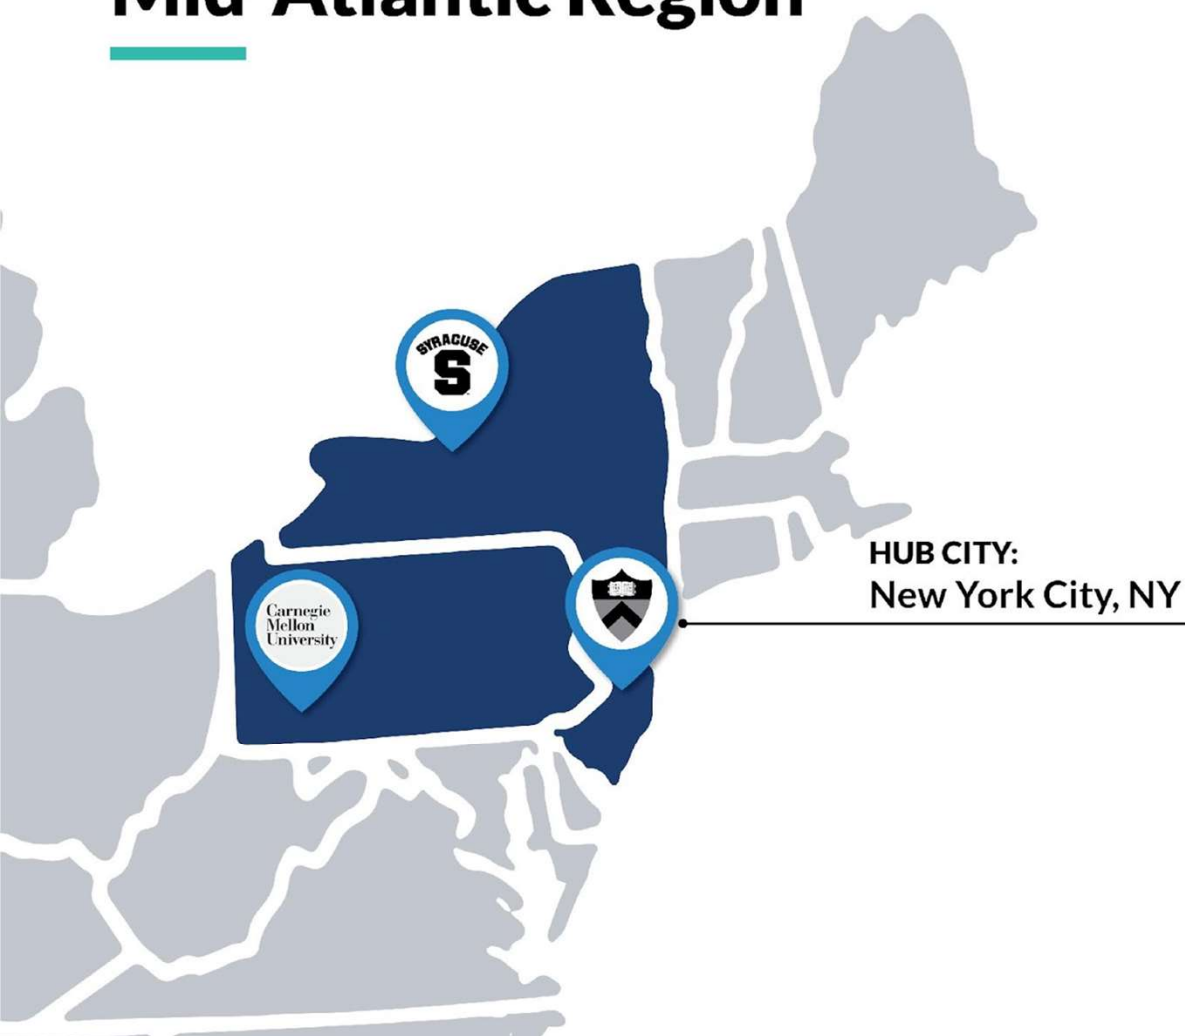 Mid-Atlantic Region
SYRACUSE
S
HUB CITY:
New York City, NY
Carnegie
Mellon
University